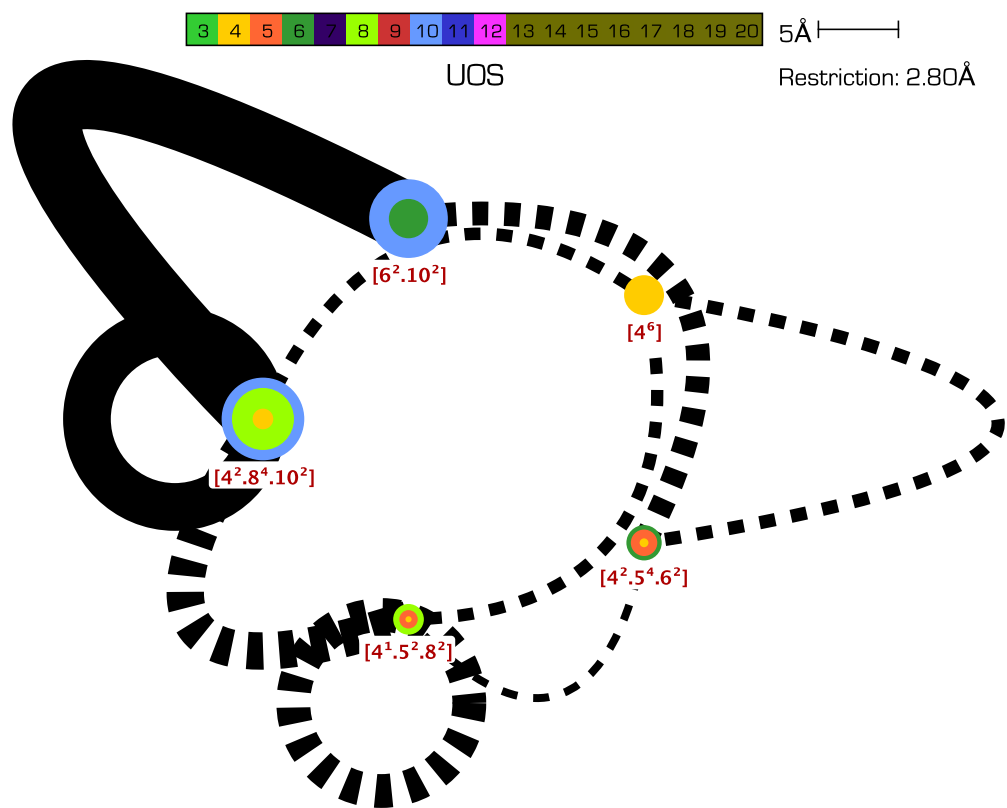 3 4 5 6 7 8 9 10 11 12 13 14 15 16 17 18 19 20
5Å
UOS
Restriction: 2.80Å
[6².10²]
[4⁶]
[4².8⁴.10²]
[4².5⁴.6²]
[4¹.5².8²]